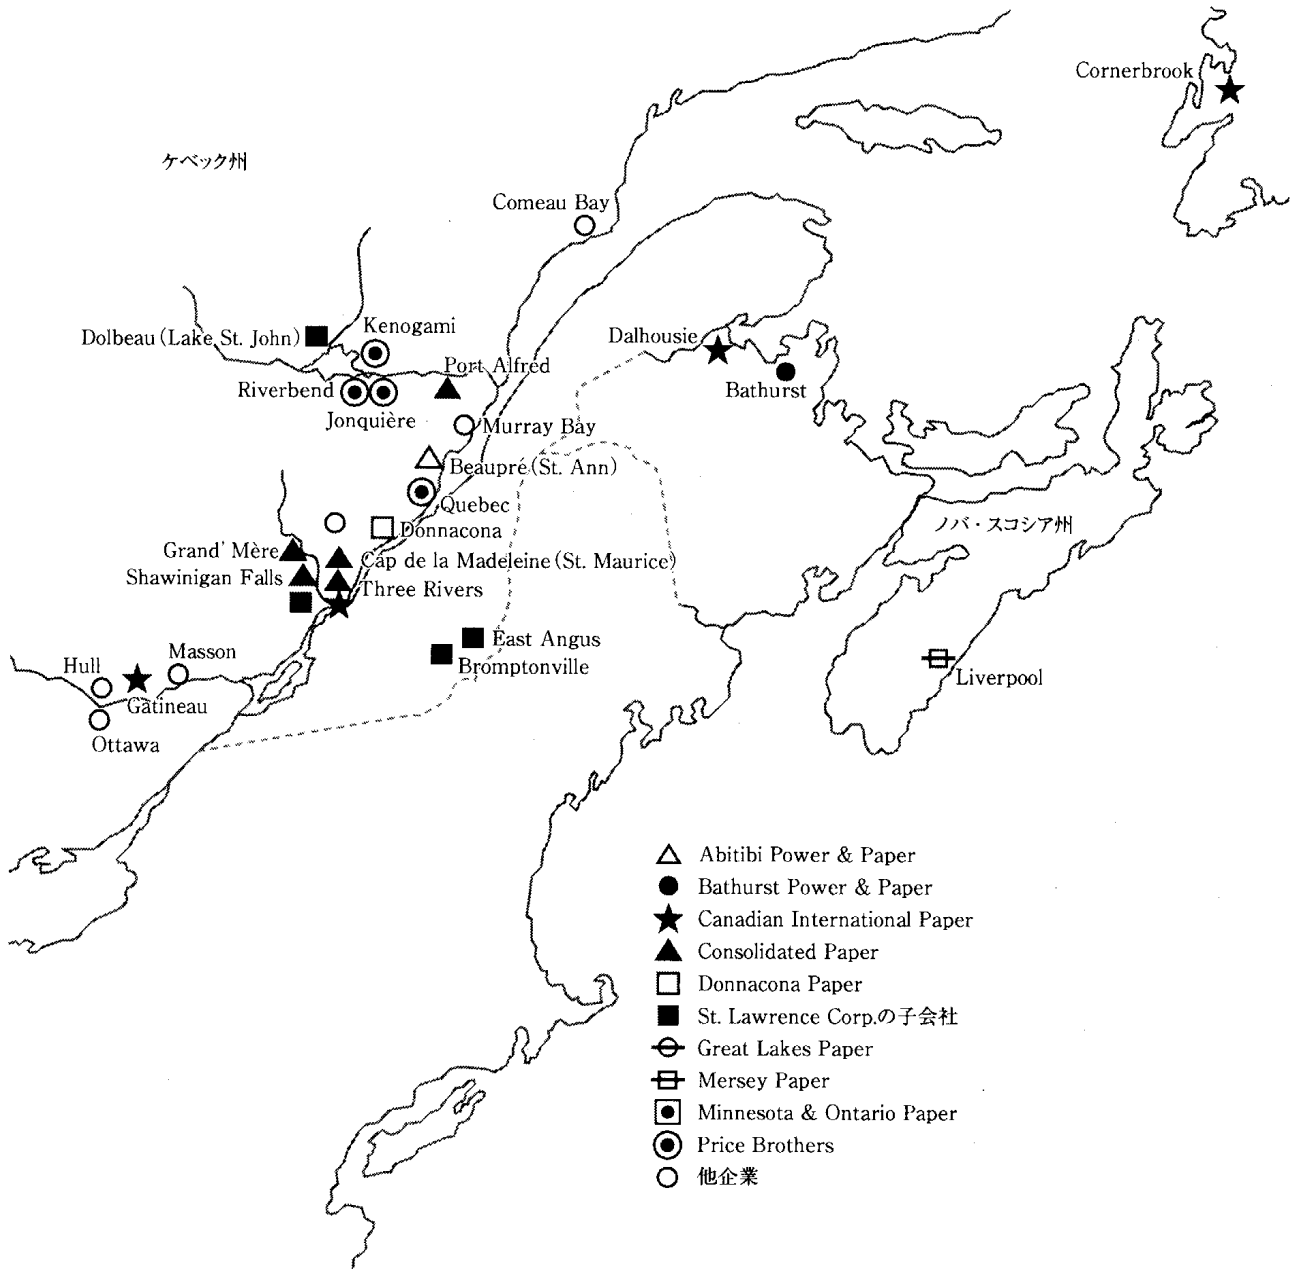 Cornerbrook
ケベック州
Comeau Bay
Kenogami
Dolbeau (Lake St. John)
Dalhousie
Port Alfred
Riverbend
Bathurst
Jonquière
Murray Bay
Beaupré (St. Ann)
Quebec
Donnacona
ノバ・スコシア州
Grand' Mère
Cap de la Madeleine (St. Maurice)
Shawinigan Falls
Three Rivers
East Angus
Masson
Hull
Bromptonville
Liverpool
Gatineau
Ottawa
Abitibi Power & Paper
Bathurst Power & Paper
Canadian International Paper
Consolidated Paper
Donnacona Paper
St. Lawrence Corp.の子会社
Great Lakes Paper
Mersey Paper
Minnesota & Ontario Paper
Price Brothers
他企業